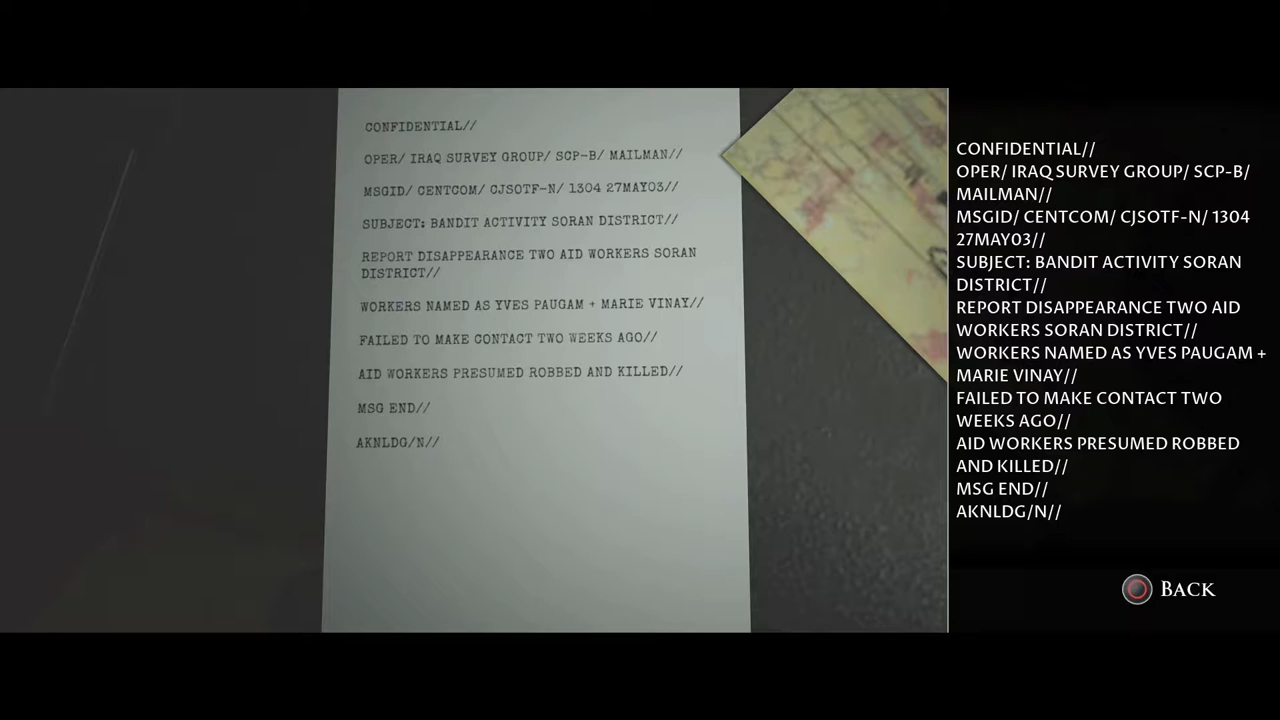 CONFIDENTIAL//
OPER/ IRAQ SURVEY GROUP/ SCP-B/ MAILMAN//
MSGID/ CENTCOM/ CJSOTF-N/ 1304 27MAY03//
SUBJECT: BANDIT ACTIVITY SORAN DISTRICT//
REPORT DISAPPEARANCE TWO AID WORKERS SORAN
DISTRICT//
WORKERS NAMED AS YVES PAUGAM + MARIE VINAY//
FAILED TO MAKE CONTACT TWO WEEKS AGO//
AID WORKERS PRESUMED ROBBED AND KILLED//
MSG END//
AKNLDG/N//
CONFIDENTIAL//
OPER/ IRAQ SURVEY GROUP/ SCP-B/
MAILMAN//
MSGID/ CENTCOM/ CJSOTF-N/ 1304
27MAY03//
SUBJECT: BANDIT ACTIVITY SORAN
DISTRICT//
REPORT DISAPPEARANCE TWO AID
WORKERS SORAN DISTRICT//
WORKERS NAMED AS YVES PAUGAM +
MARIE VINAY//
FAILED TO MAKE CONTACT TWO
WEEKS AGO//
AID WORKERS PRESUMED ROBBED
AND KILLED//
MSG END//
AKNLDG/N//
BACK